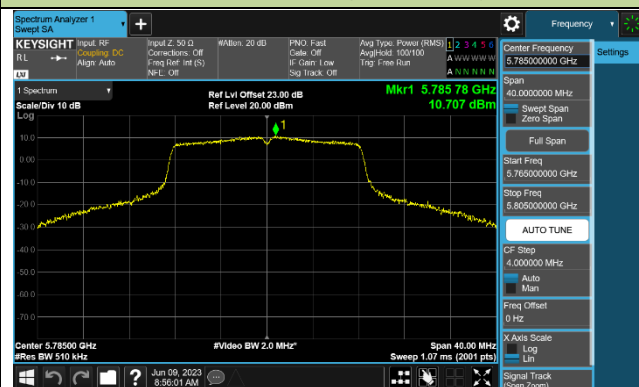 Spectrum Analyzer 1
Swept SA
Frequency
KEYSIGHT
RL
LXI
Input: RF
Coupling: DC
Align: Auto
Input Z: 50 Ω
Corrections: Off
Freq Ref: Int (S)
NFE: Off
#Atten: 20 dB
PNO: Fast
Gate: Off
IF Gain: Low
Sig Track: Off
Avg Type: Power (RMS)
Avg|Hold: 100/100
Trig: Free Run
1 2 3 4 5 6
A W W W W W
A N N N N N
1 Spectrum
Scale/Div 10 dB
Log
Ref Lvl Offset 23.00 dB
Ref Level 20.00 dBm
Mkr1 5.785 78 GHz
10.707 dBm
1
10.0
0.00
-10.0
-20.0
-30.0
-40.0
-50.0
-60.0
-70.0
Center 5.78500 GHz
#Res BW 510 kHz
#Video BW 2.0 MHz*
Span 40.00 MHz
Sweep 1.07 ms (2001 pts)
Jun 09, 2023
8:56:01 AM
Center Frequency
5.785000000 GHz
Settings
Span
40.0000000 MHz
Swept Span
Zero Span
Full Span
Start Freq
5.765000000 GHz
Stop Freq
5.805000000 GHz
AUTO TUNE
CF Step
4.000000 MHz
Auto
Man
Freq Offset
0 Hz
X Axis Scale
Log
Lin
Signal Track
(Span Zoom)